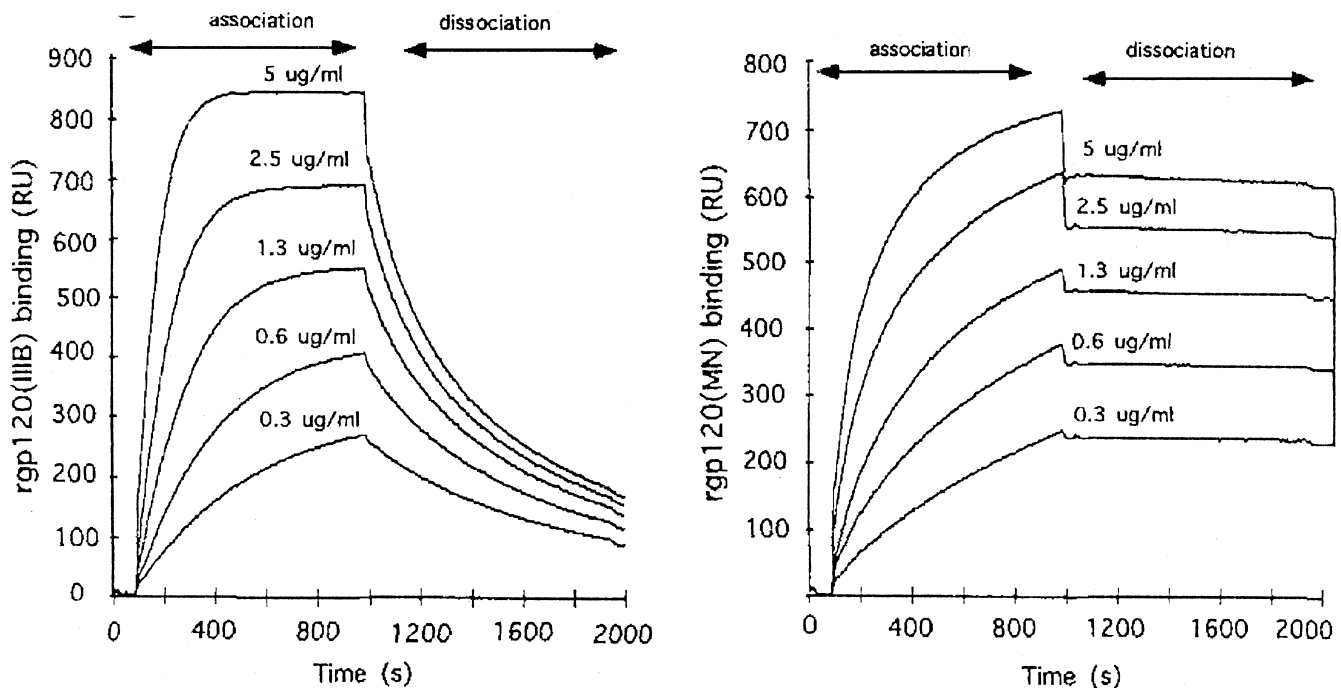 association
dissociation
900
800
700
600
500
400
300
200
100
0
rgp120(IIIB) binding (RU)
5 ug/ml
2.5 ug/ml
1.3 ug/ml
0.6 ug/ml
0.3 ug/ml
0
400
800
1200
2000
Time (s)
association
dissociation
800
700
600
500
400
300
200
100
rgp120(MN) binding (RU)
5 ug/ml
2.5 ug/ml
1.3 ug/ml
0.6 ug/ml
0.3 ug/ml
0
400
800
1200
1600
2000
Time (s)